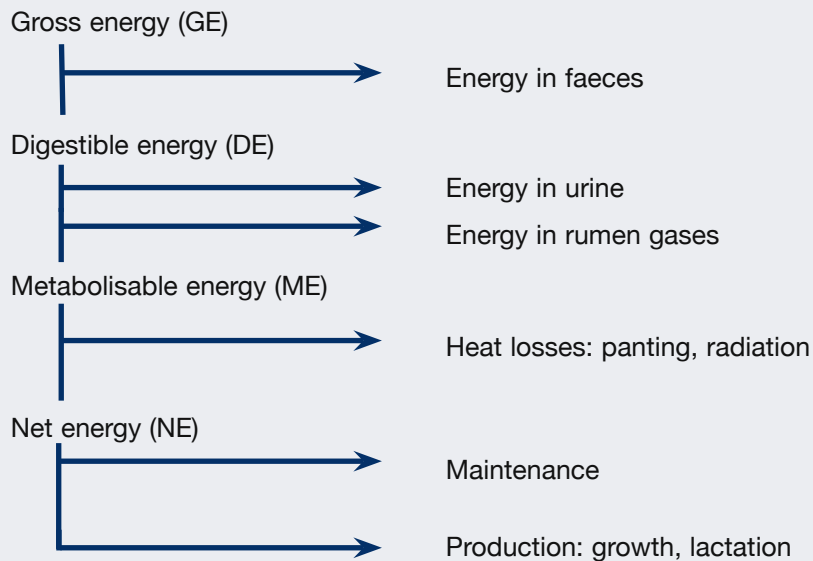 Gross energy (GE)
Energy in faeces
Digestible energy (DE)
Energy in urine
Energy in rumen gases
Metabolisable energy (ME)
Heat losses: panting, radiation
Net energy (NE)
Maintenance
Production: growth, lactation